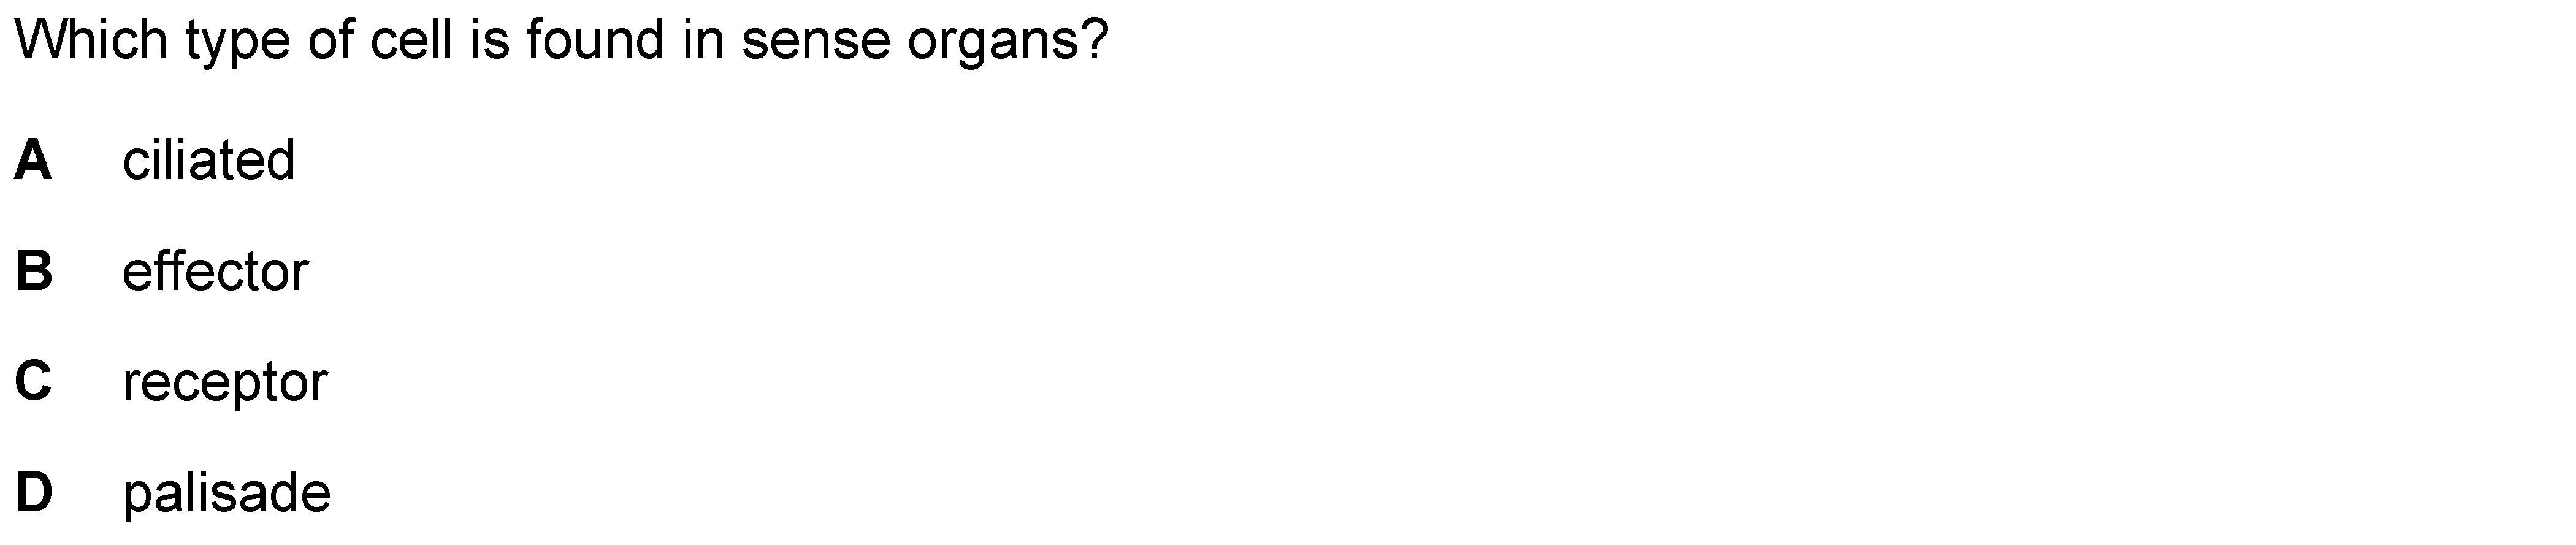 Which type of cell is found in sense organs?
A ciliated
B effector
C receptor
D palisade